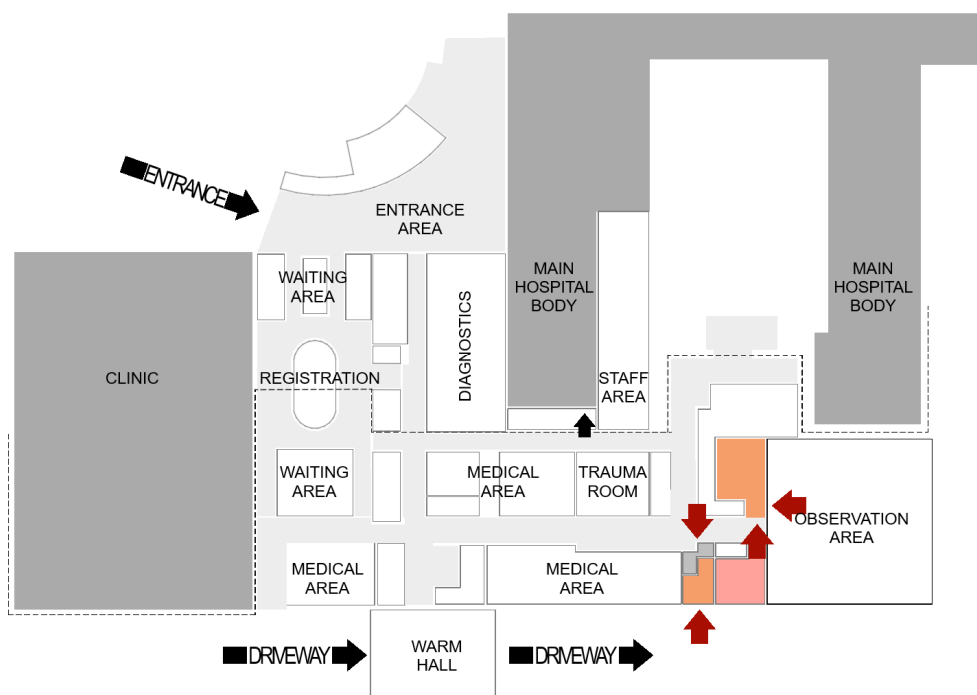 ENTRANCE
ENTRANCE
AREA
WAITING
AREA
MAIN
HOSPITAL
BODY
MAIN
HOSPITAL
BODY
DIAGNOSTICS
CLINIC
REGISTRATION
STAFF
AREA
WAITING
AREA
MEDICAL
AREA
TRAUMA
ROOM
OBSERVATION
AREA
MEDICAL
AREA
MEDICAL
AREA
DRIVEWAY
WARM
HALL
DRIVEWAY